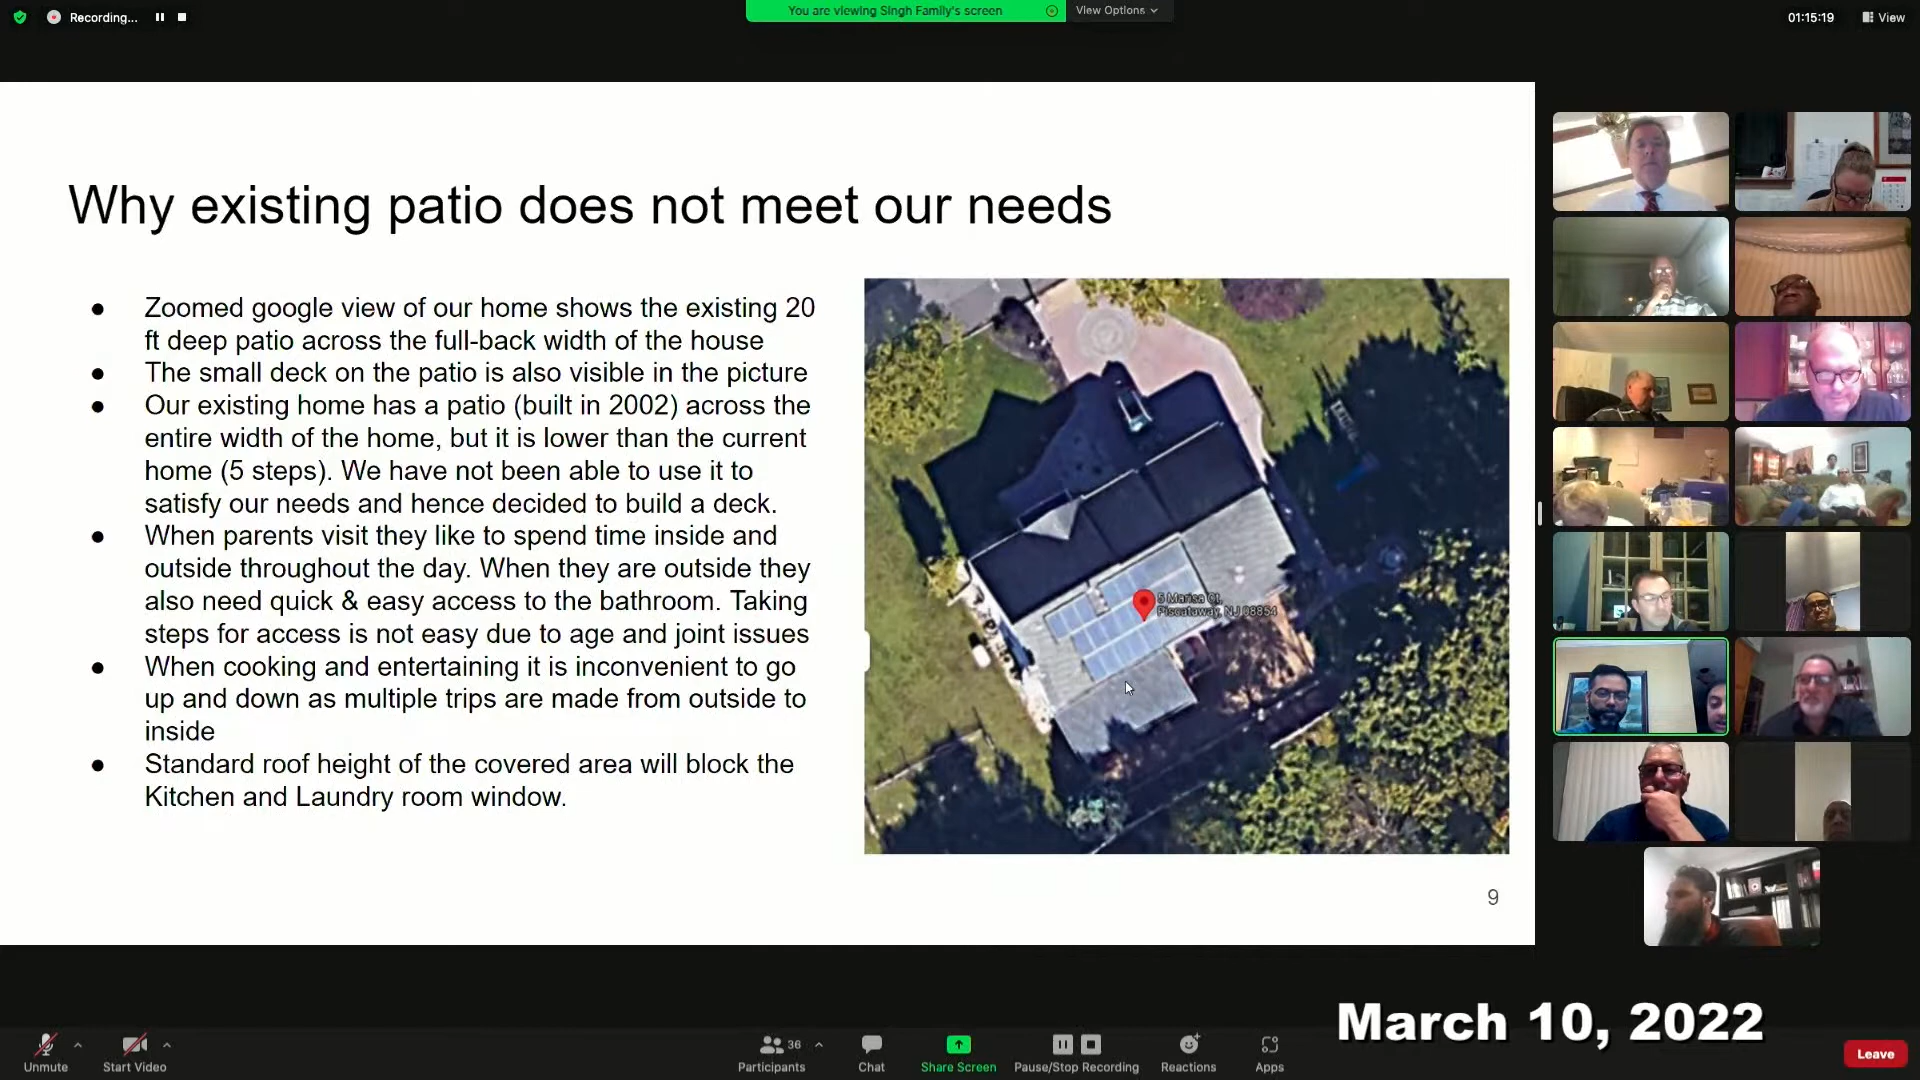 Recording...
You are viewing Singh Family's screen
View Options
01:15:19
View
Why existing patio does not meet our needs
● Zoomed google view of our home shows the existing 20
ft deep patio across the full-back width of the house
● The small deck on the patio is also visible in the picture
● Our existing home has a patio (built in 2002) across the
entire width of the home, but it is lower than the current
home (5 steps). We have not been able to use it to
satisfy our needs and hence decided to build a deck.
● When parents visit they like to spend time inside and
outside throughout the day. When they are outside they
also need quick & easy access to the bathroom. Taking
steps for access is not easy due to age and joint issues
● When cooking and entertaining it is inconvenient to go
up and down as multiple trips are made from outside to
inside
● Standard roof height of the covered area will block the
Kitchen and Laundry room window.
5 Marisa Ct,
Piscataway, NJ 08854
9
March 10, 2022
Unmute
Start Video
36
Participants
Chat
Share Screen
Pause/Stop Recording
Reactions
Apps
Leave